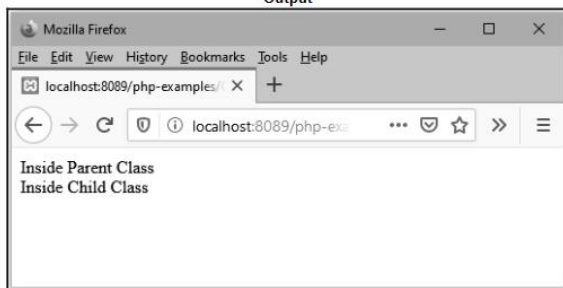 Output
Mozilla Firefox
File Edit View History Bookmarks Tools Help
localhost:8089/php-examples/
localhost:8089/php-exa
Inside Parent Class
Inside Child Class